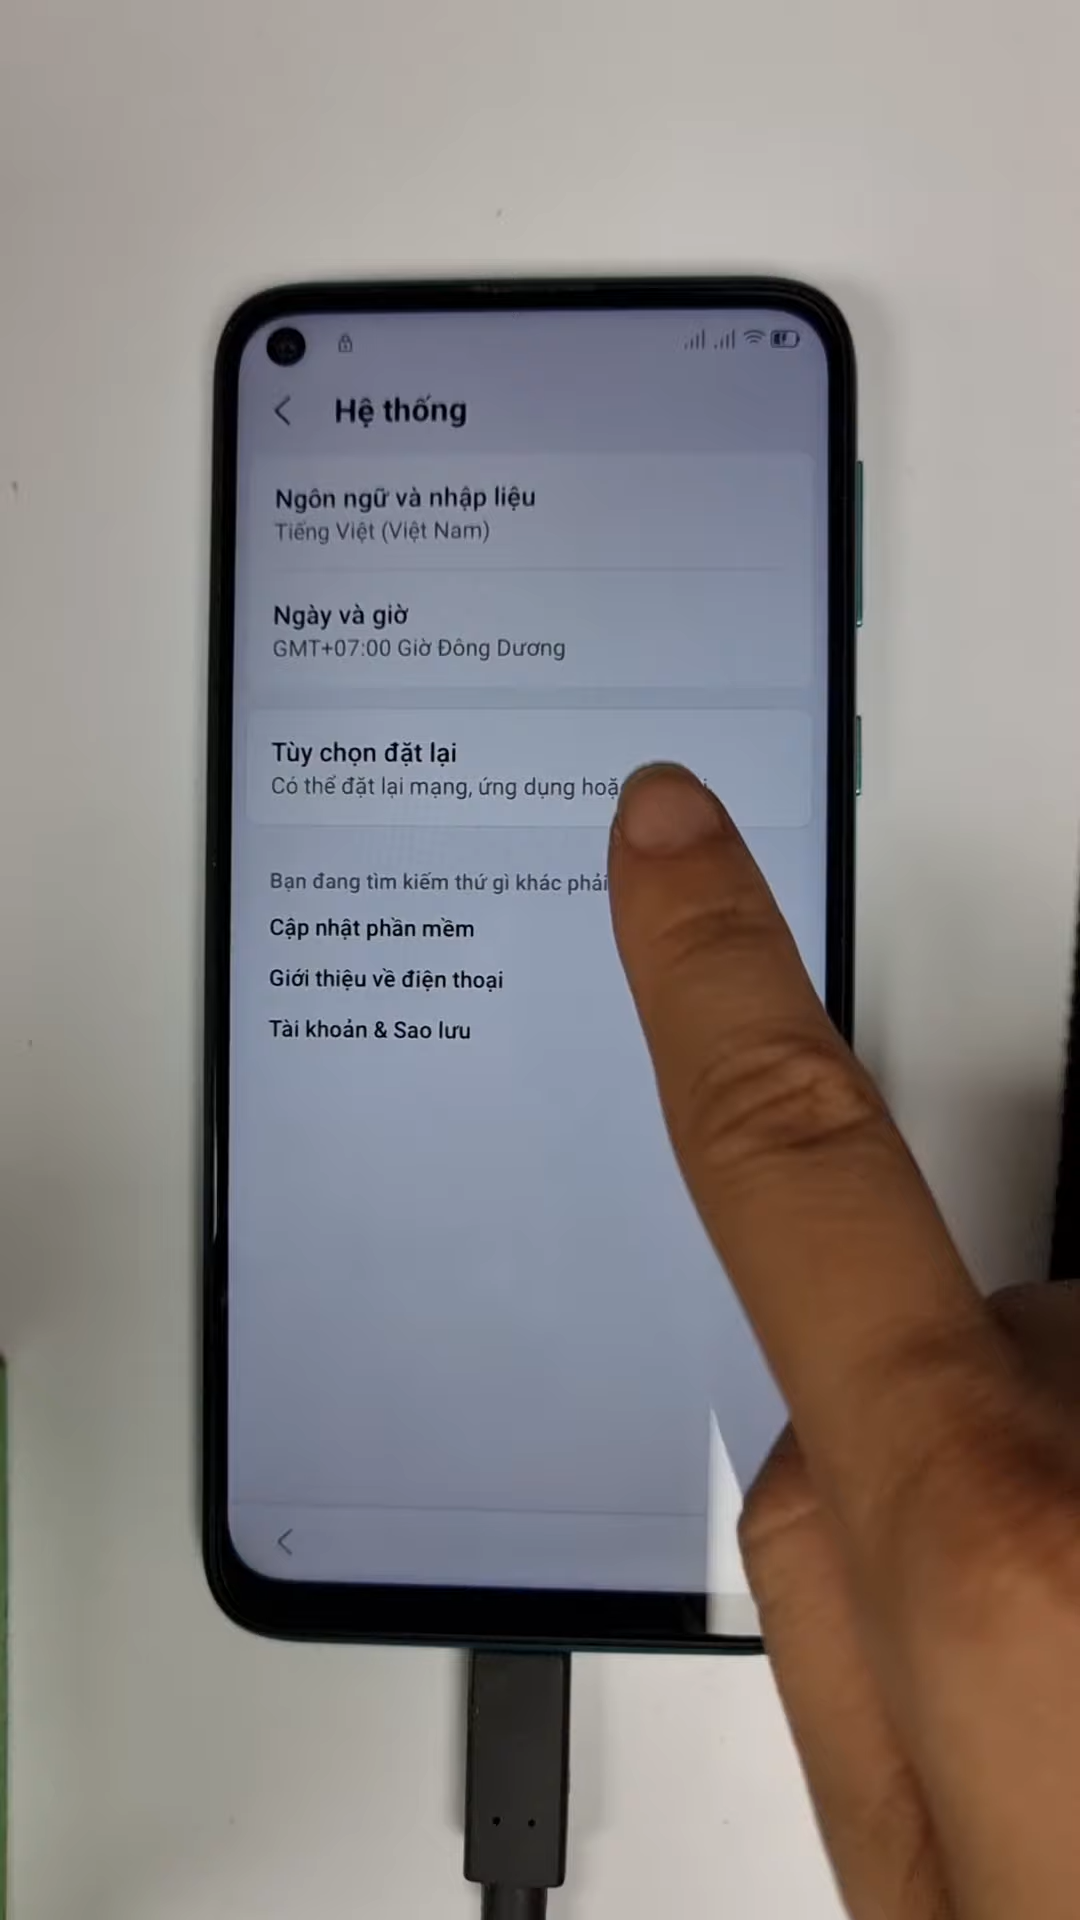 Hệ thống
Ngôn ngữ và nhập liệu
Tiếng Việt (Việt Nam)
Ngày và giờ
GMT+07:00 Giờ Đông Dương
Tùy chọn đặt lại
Có thể đặt lại mạng, ứng dụng
Bạn đang tìm kiếm thứ gì khác phải
Cập nhật phần mềm
Giới thiệu về điện thoại
Tài khoản & Sao lưu